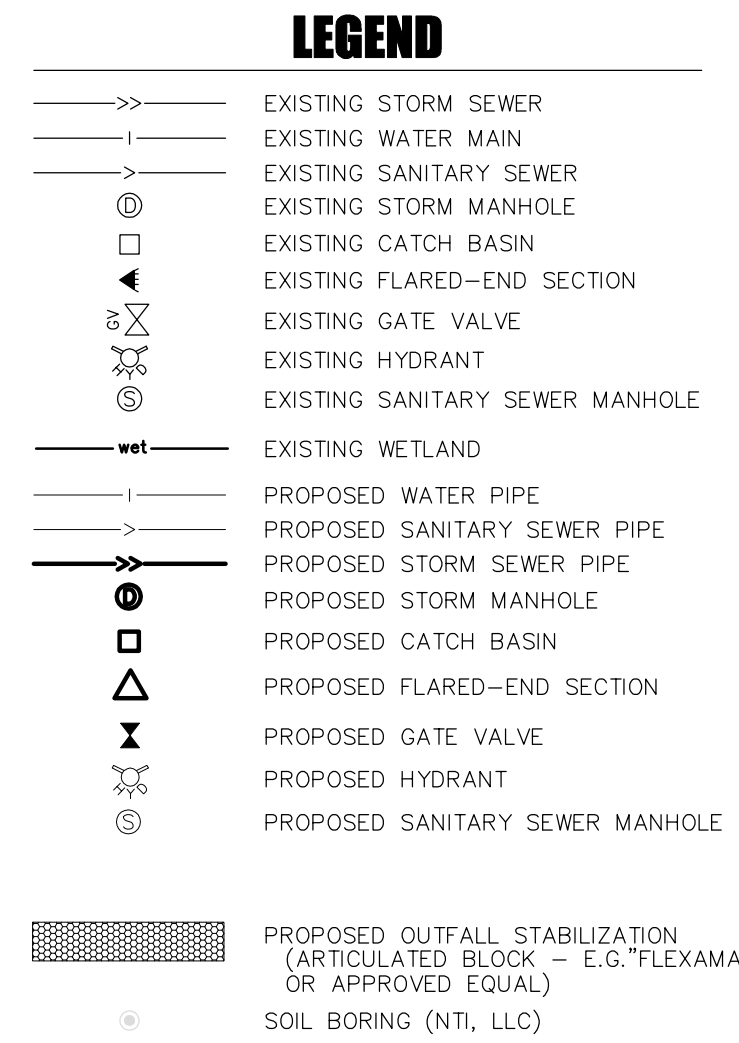 LEGEND
>> EXISTING STORM SEWER
| EXISTING WATER MAIN
> EXISTING SANITARY SEWER
D EXISTING STORM MANHOLE
EXISTING CATCH BASIN
EXISTING FLARED-END SECTION
GV EXISTING GATE VALVE
HYD EXISTING HYDRANT
S EXISTING SANITARY SEWER MANHOLE
wet EXISTING WETLAND
| PROPOSED WATER PIPE
> PROPOSED SANITARY SEWER PIPE
>> PROPOSED STORM SEWER PIPE
D PROPOSED STORM MANHOLE
PROPOSED CATCH BASIN
PROPOSED FLARED-END SECTION
PROPOSED GATE VALVE
HYD PROPOSED HYDRANT
S PROPOSED SANITARY SEWER MANHOLE
PROPOSED OUTFALL STABILIZATION
(ARTICULATED BLOCK – E.G."FLEXAMA
OR APPROVED EQUAL)
SOIL BORING (NTI, LLC)